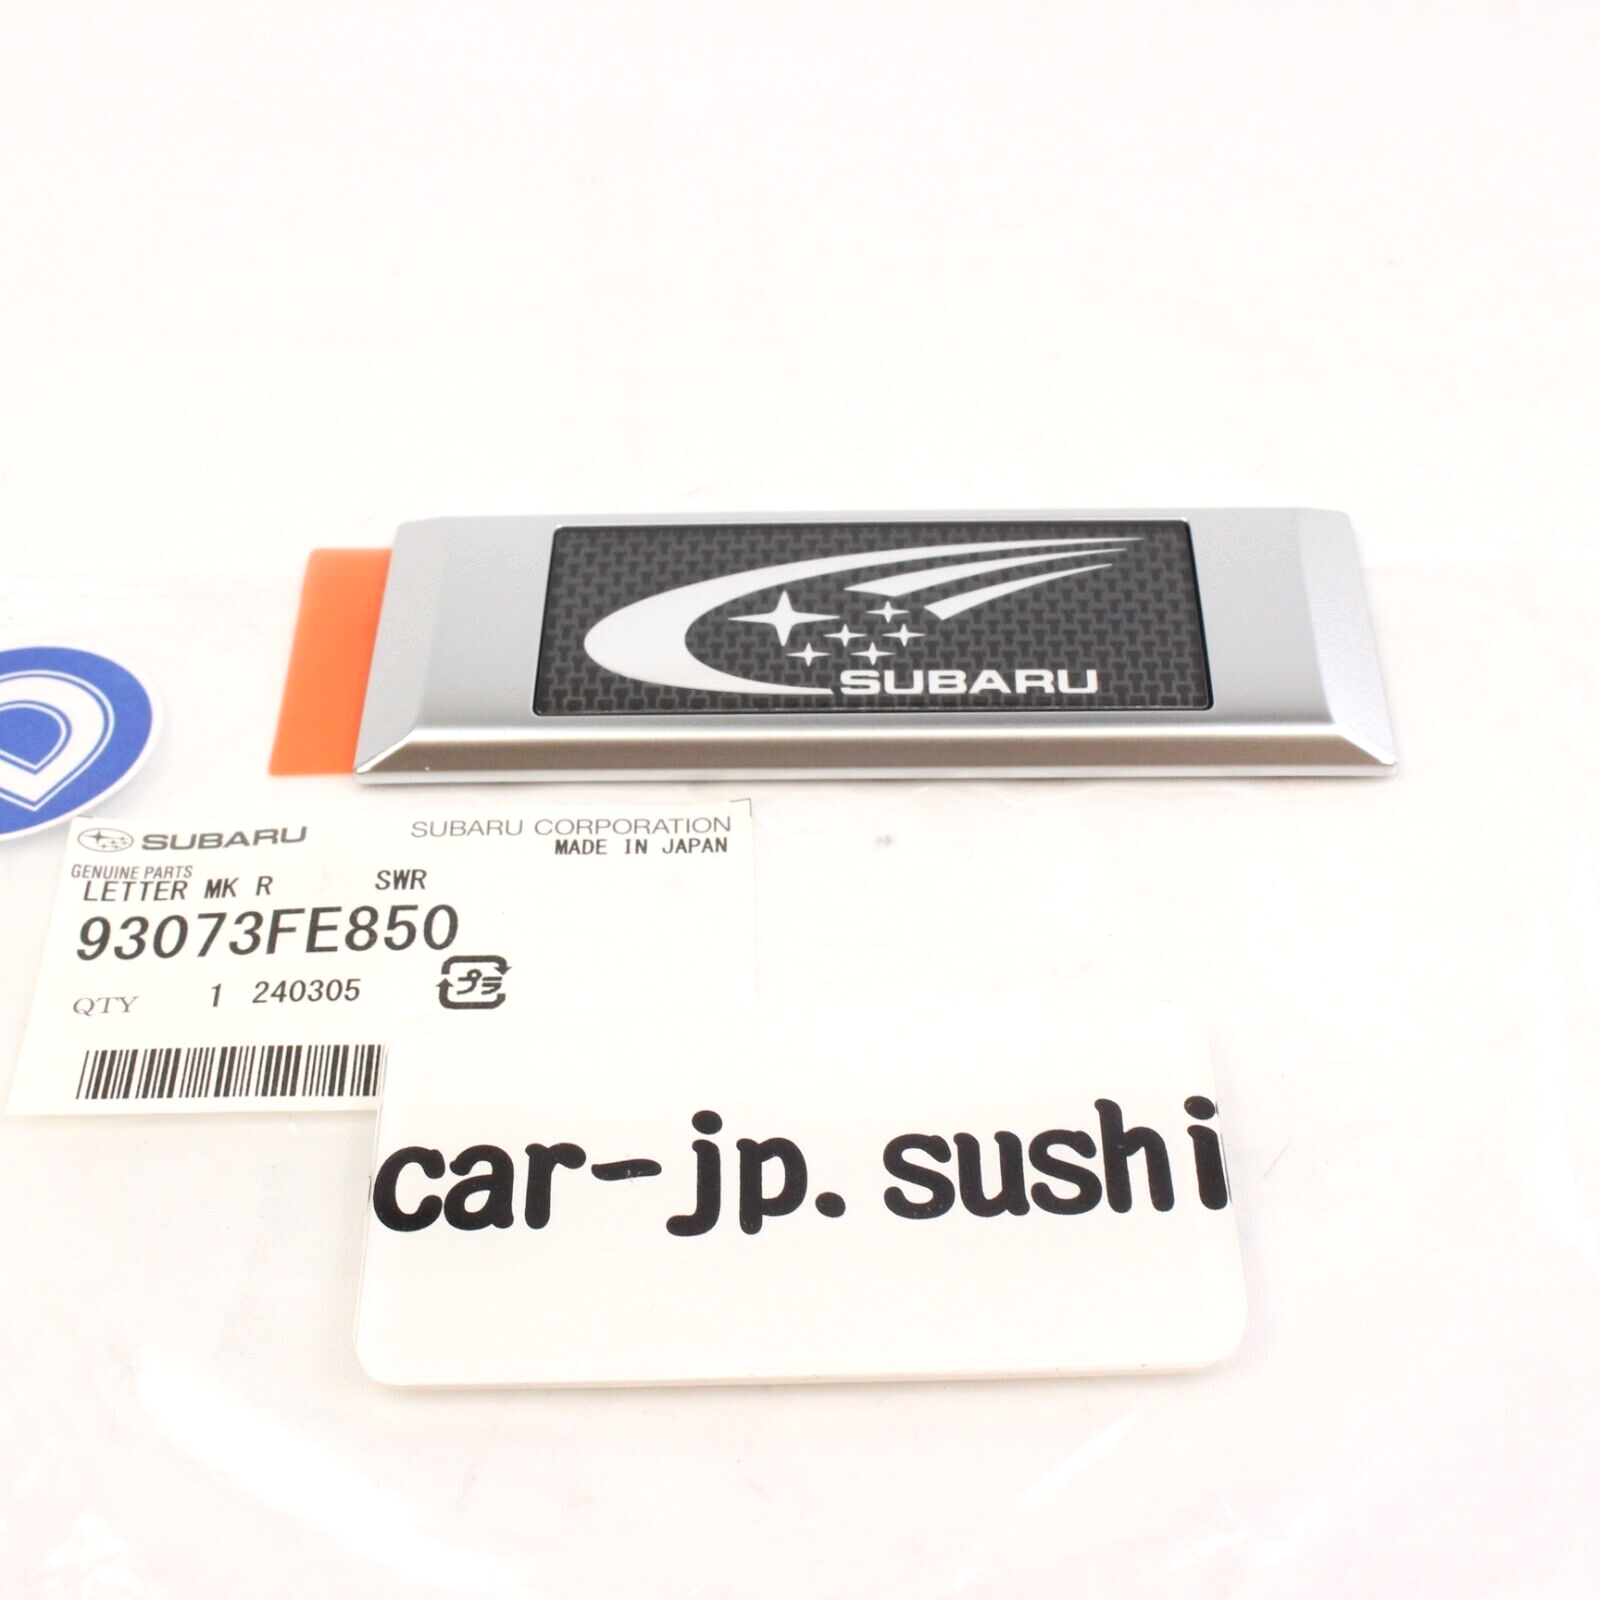 SUBARU
SUBARU
SUBARU CORPORATION
MADE IN JAPAN
GENUINE PARTS
LETTER MK R SWR
93073FE850
QTY 1 240305
プラ
car-jp.sushi